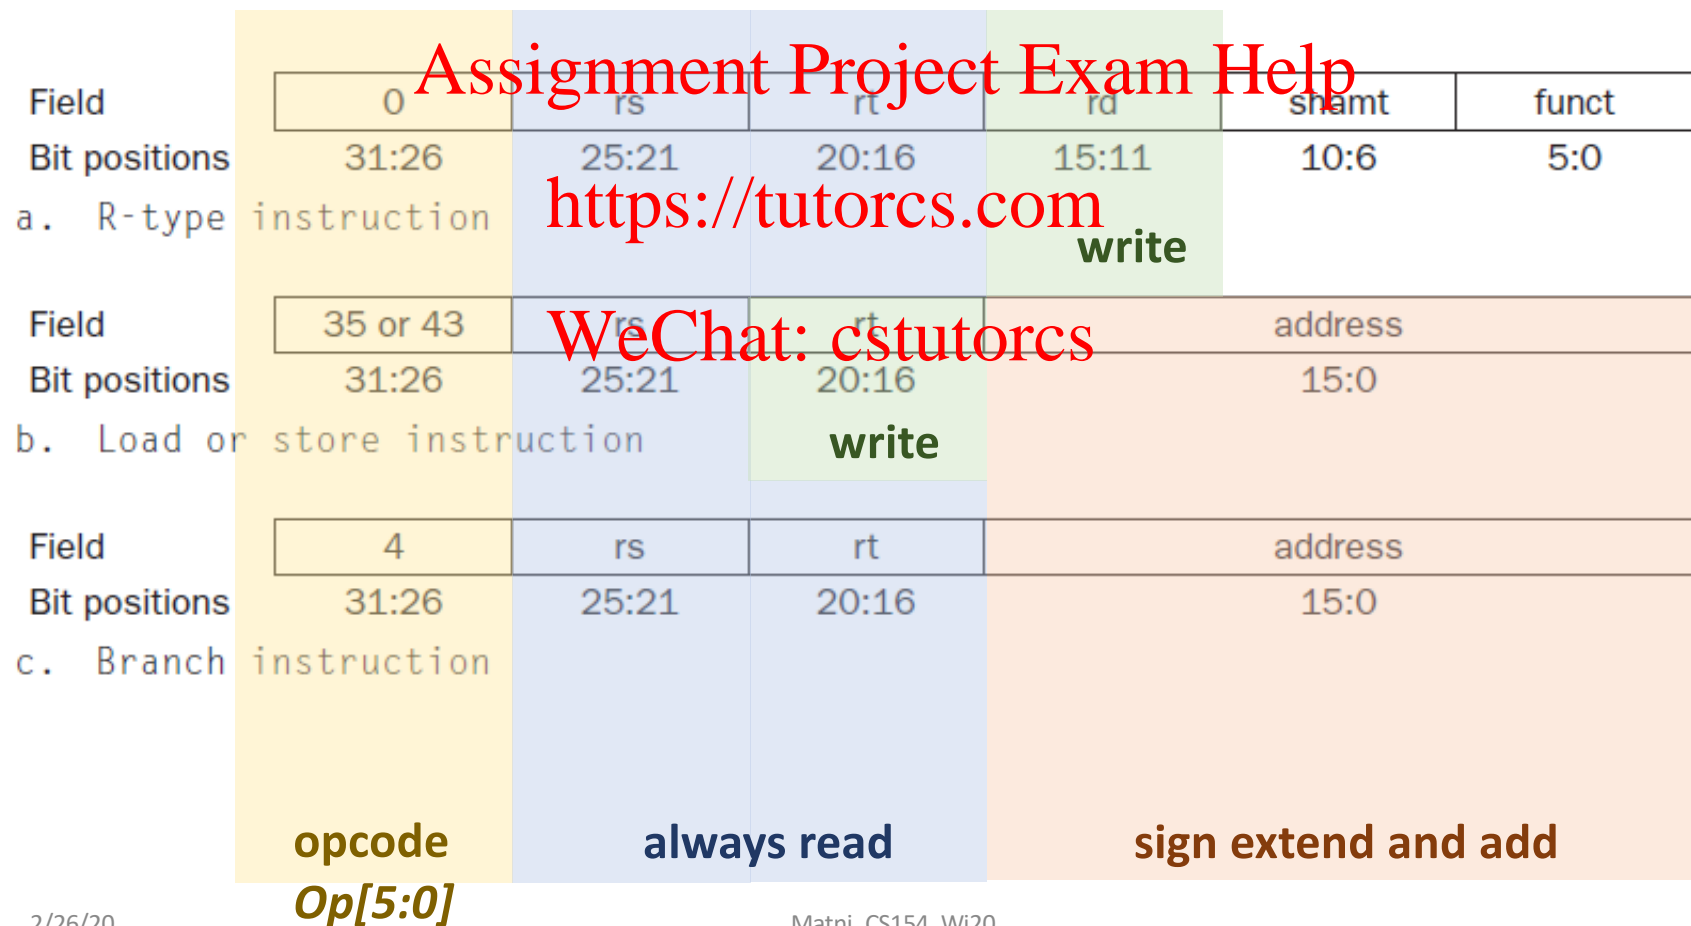 Assignment Project Exam Help
Field 0 rs rt rd shamt funct
Bit positions 31:26 25:21 20:16 15:11 10:6 5:0
https://tutorcs.com
a. R-type instruction
write
Field 35 or 43 rs rt address
WeChat: cstutorcs
Bit positions 31:26 25:21 20:16 15:0
b. Load or store instruction
write
Field 4 rs rt address
Bit positions 31:26 25:21 20:16 15:0
c. Branch instruction
opcode always read sign extend and add
Op[5:0]
2/26/20 Matni, CS154, Wi20